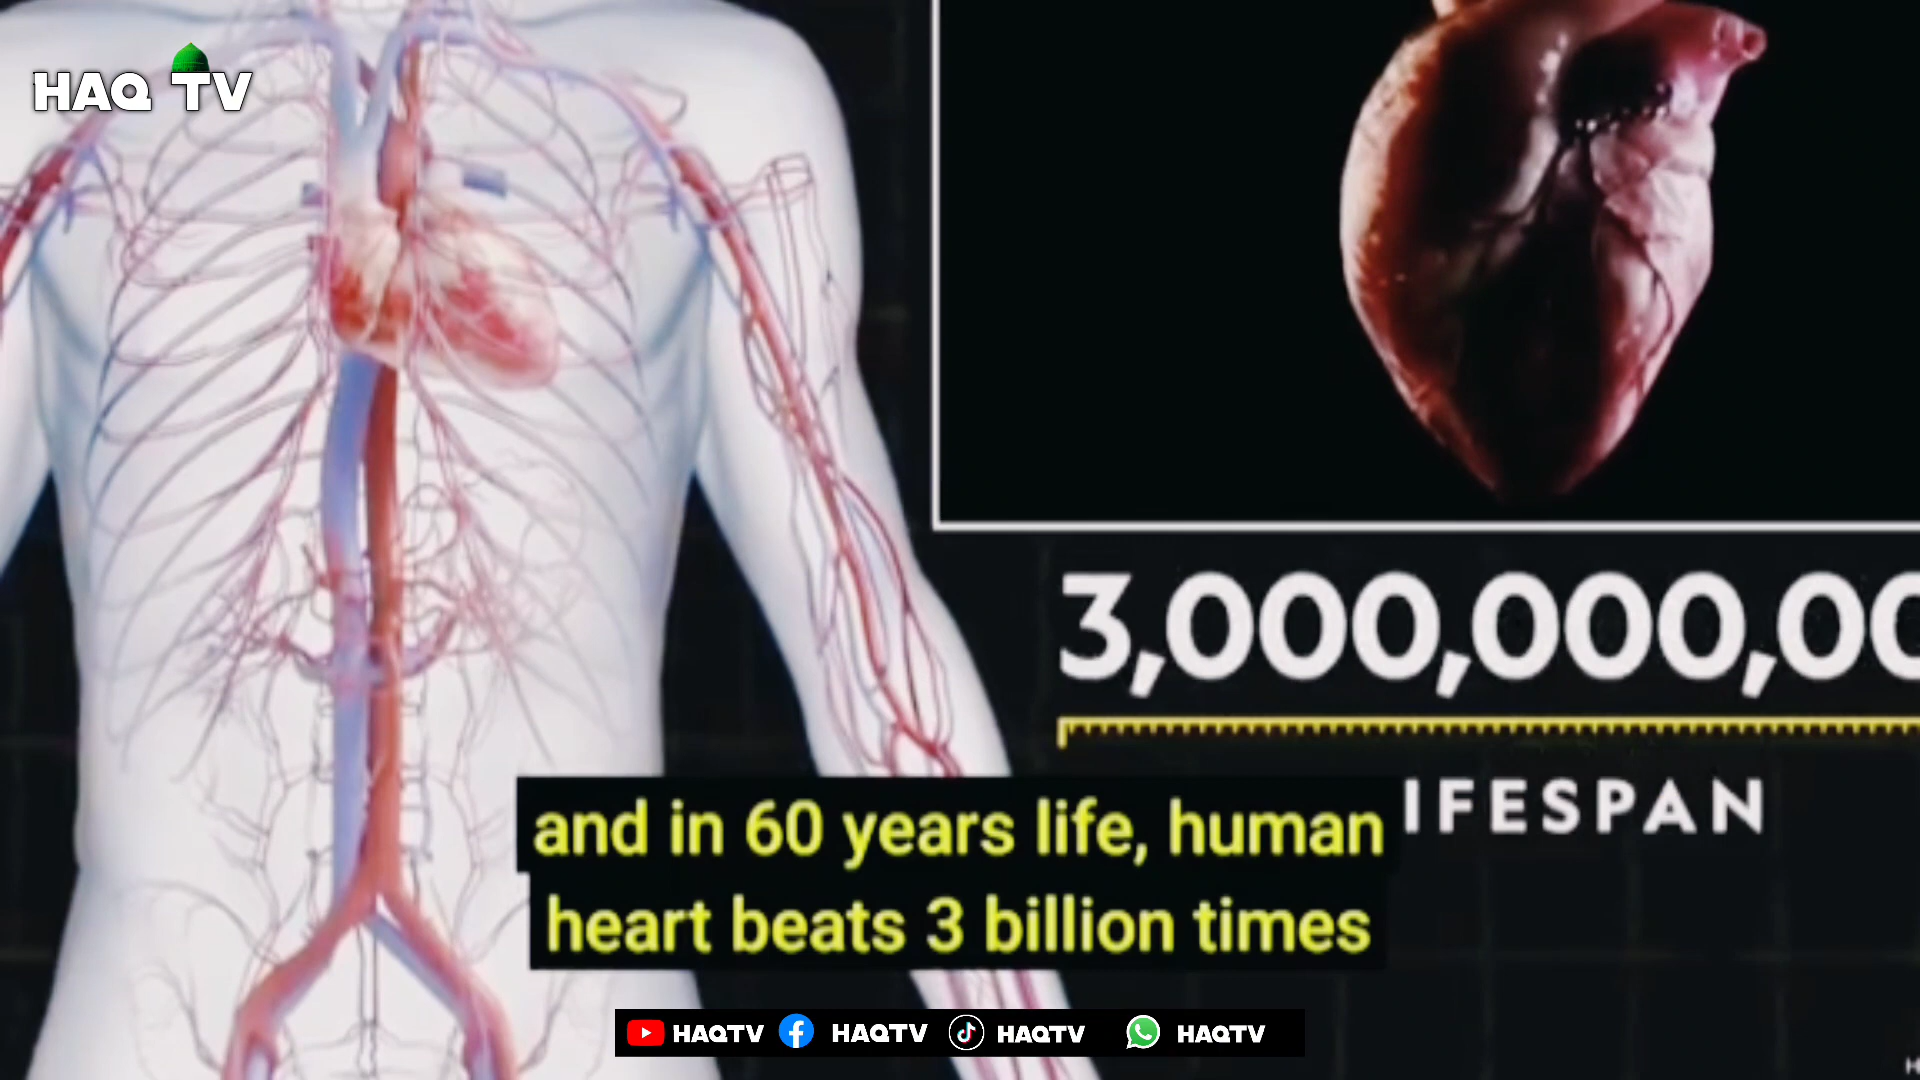 HAQ TV
3,000,000,00
IFESPAN
and in 60 years life, human
heart beats 3 billion times
HAQTV HAQTV HAQTV HAQTV
H